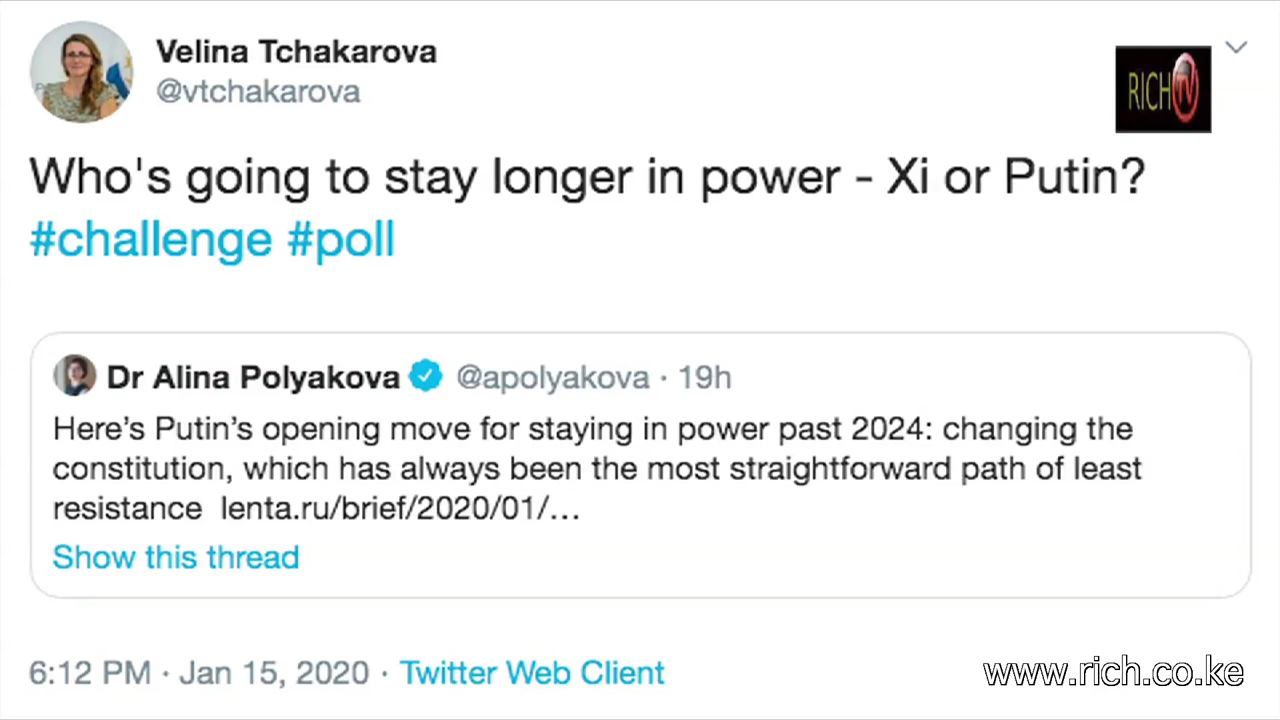 Velina Tchakarova
@vtchakarova
RICH TV
Who's going to stay longer in power - Xi or Putin?
#challenge #poll
Dr Alina Polyakova @apolyakova · 19h
Here’s Putin’s opening move for staying in power past 2024: changing the
constitution, which has always been the most straightforward path of least
resistance lenta.ru/brief/2020/01/…
Show this thread
6:12 PM · Jan 15, 2020 · Twitter Web Client
www.rich.co.ke